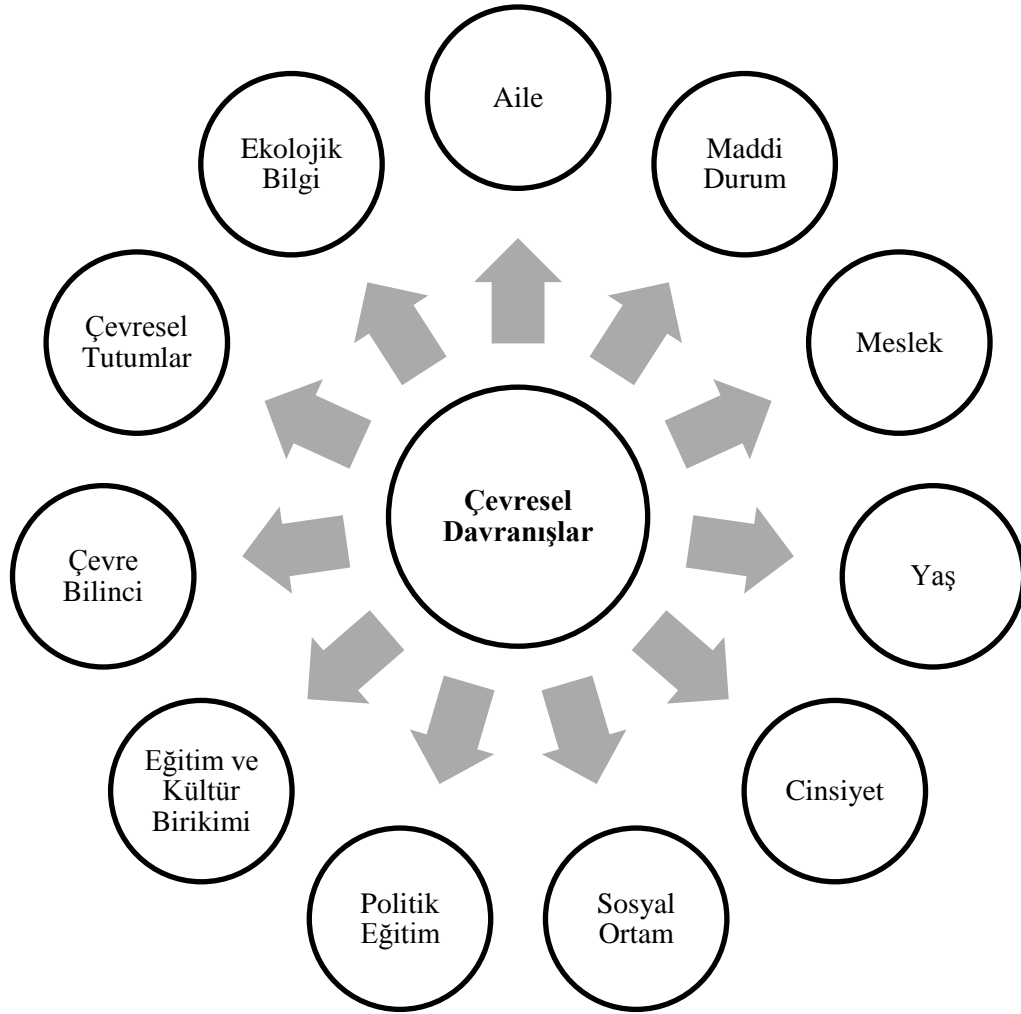 Aile
Maddi
Durum
Meslek
Yaş
Cinsiyet
Sosyal
Ortam
Politik
Eğitim
Eğitim ve
Kültür
Birikimi
Çevre
Bilinci
Çevresel
Tutumlar
Ekolojik
Bilgi
Çevresel
Davranışlar